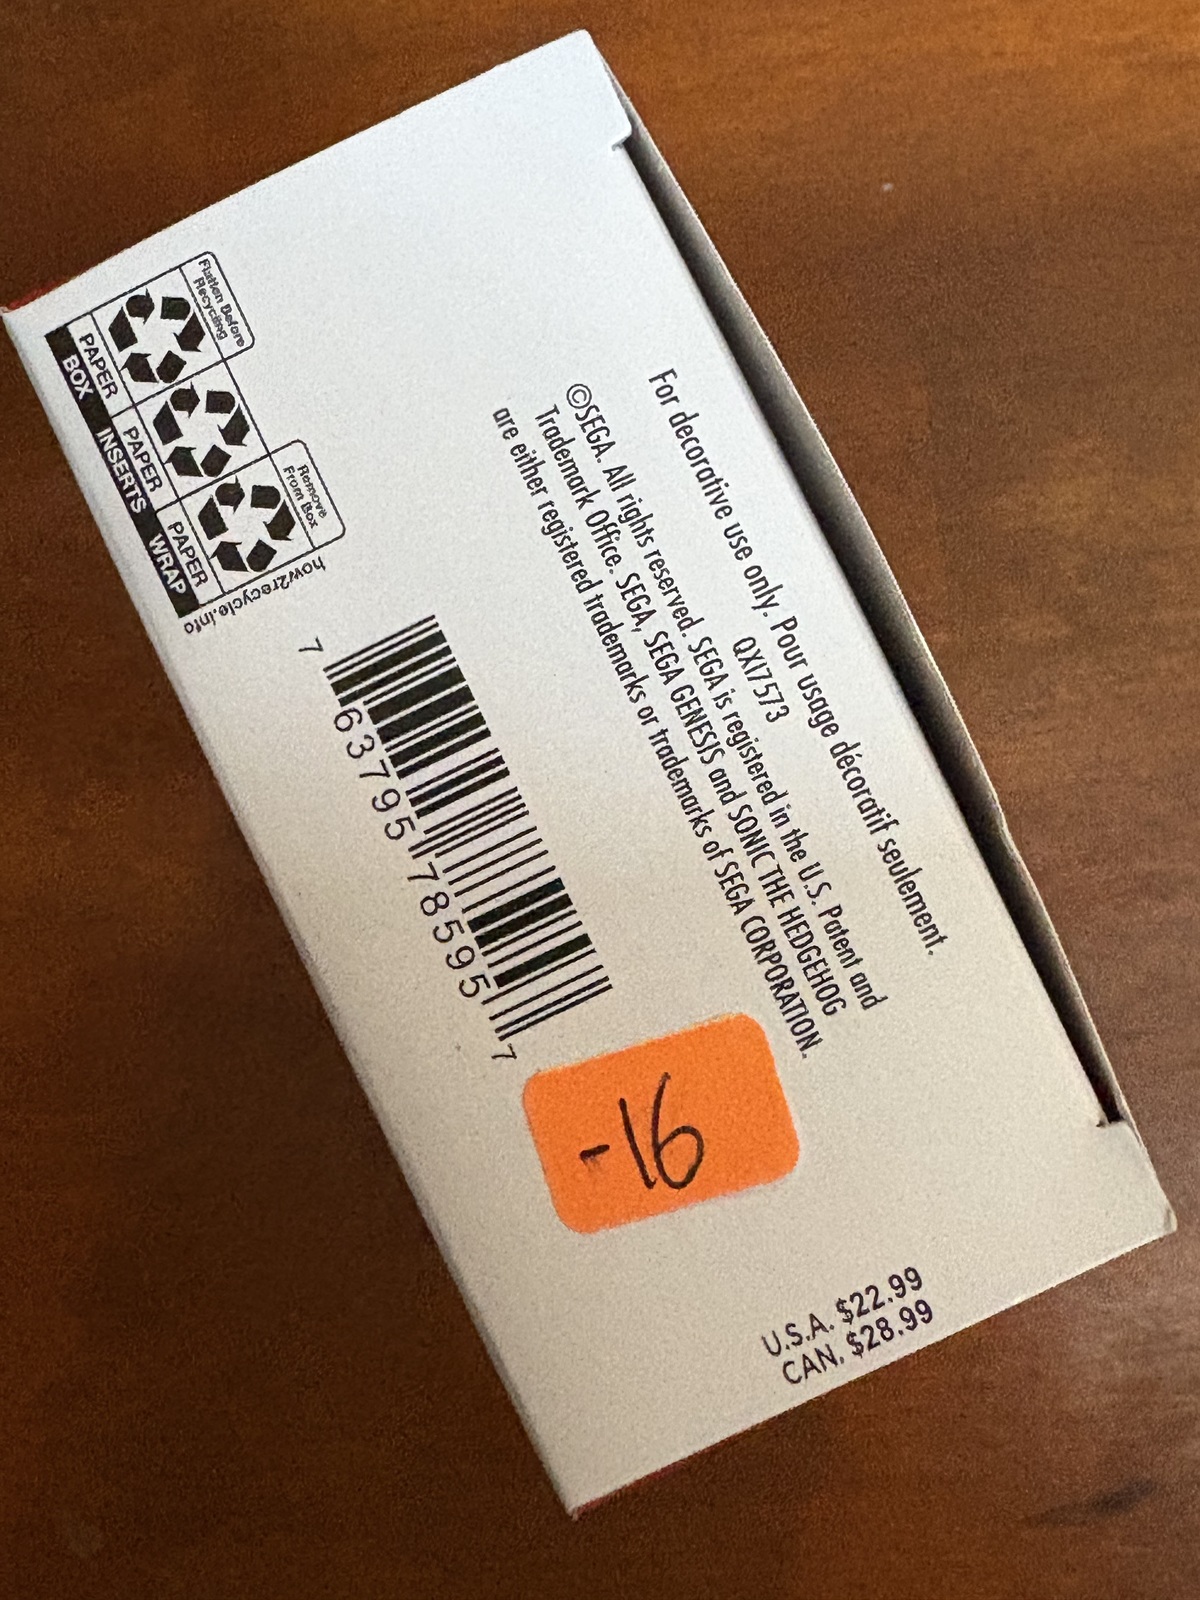 For decorative use only. Pour usage décoratif seulement.
QXI7573
©SEGA. All rights reserved. SEGA is registered in the U.S. Patent and
Trademark Office. SEGA, SEGA GENESIS and SONIC THE HEDGEHOG
are either registered trademarks or trademarks of SEGA CORPORATION.
Flatten Before
Recycling
Remove
From Box
PAPER
BOX
PAPER
INSERTS
PAPER
WRAP
how2recycle.info
7 63795 78595 7
-16
U.S.A. $22.99
CAN. $28.99